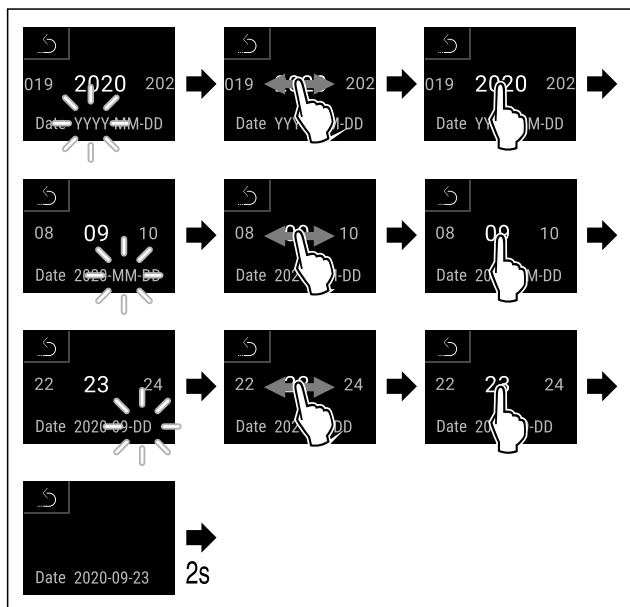 019 2020 202
Date YYYY-MM-DD
019 202
Date YY -DD
019 2020 202
Date YY M-DD
08 09 10
Date 2020-MM-DD
08 10
Date 202 -DD
08 09 10
Date 20 M-DD
22 23 24
Date 2020-09-DD
22 24
Date 202 DD
22 23 24
Date 20 -DD
Date 2020-09-23
2s